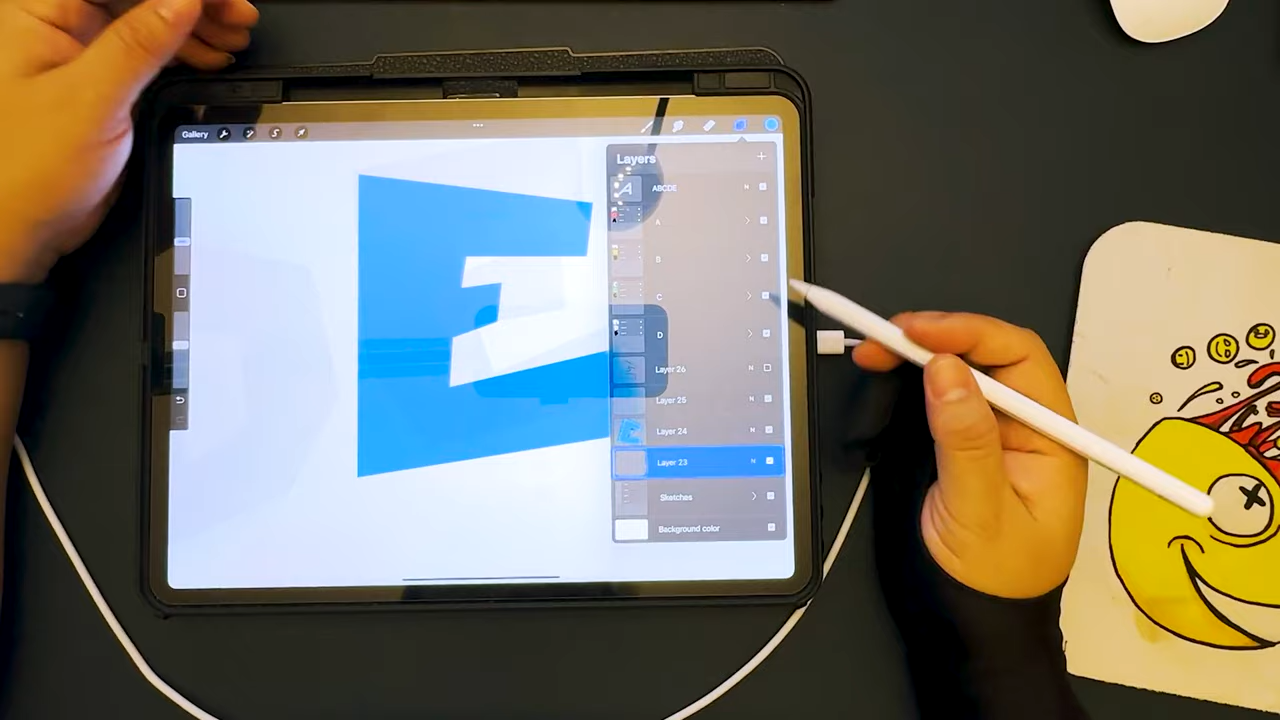 Gallery
Layers
ABCDE N
A
B
C
D
Layer 26 N
Layer 25 N
Layer 24 N
Layer 23 N
Sketches
Background color
E